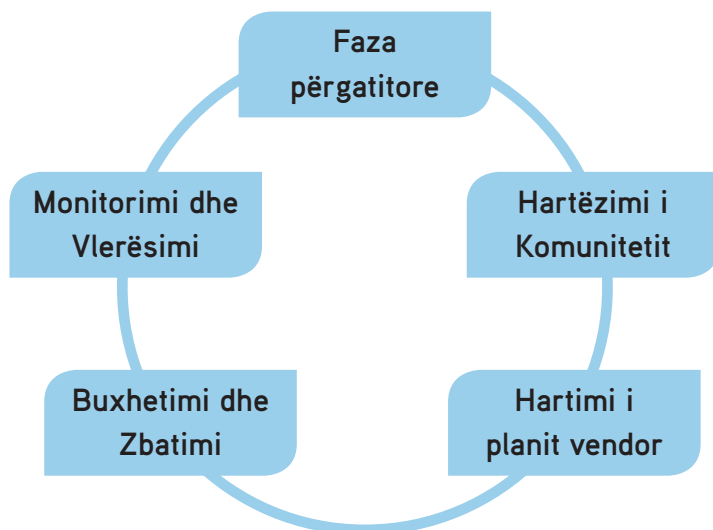 Faza
përgatitore
Hartëzimi i
Komunitetit
Hartimi i
planit vendor
Buxhetimi dhe
Zbatimi
Monitorimi dhe
Vlerësimi